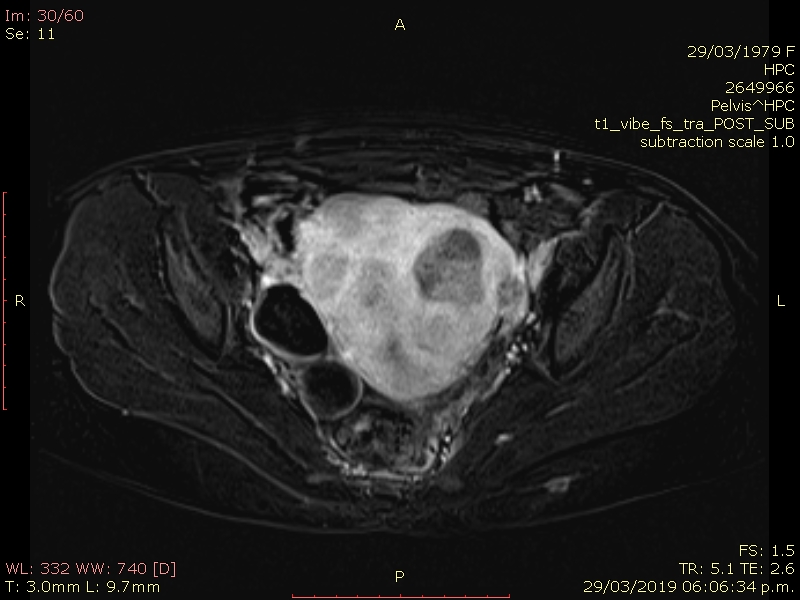 Im: 30/60
Se: 11
A
29/03/1979 F
HPC
2649966
Pelvis^HPC
t1_vibe_fs_tra_POST_SUB
subtraction scale 1.0
R
L
WL: 332 WW: 740 [D]
T: 3.0mm L: 9.7mm
P
FS: 1.5
TR: 5.1 TE: 2.6
29/03/2019 06:06:34 p.m.